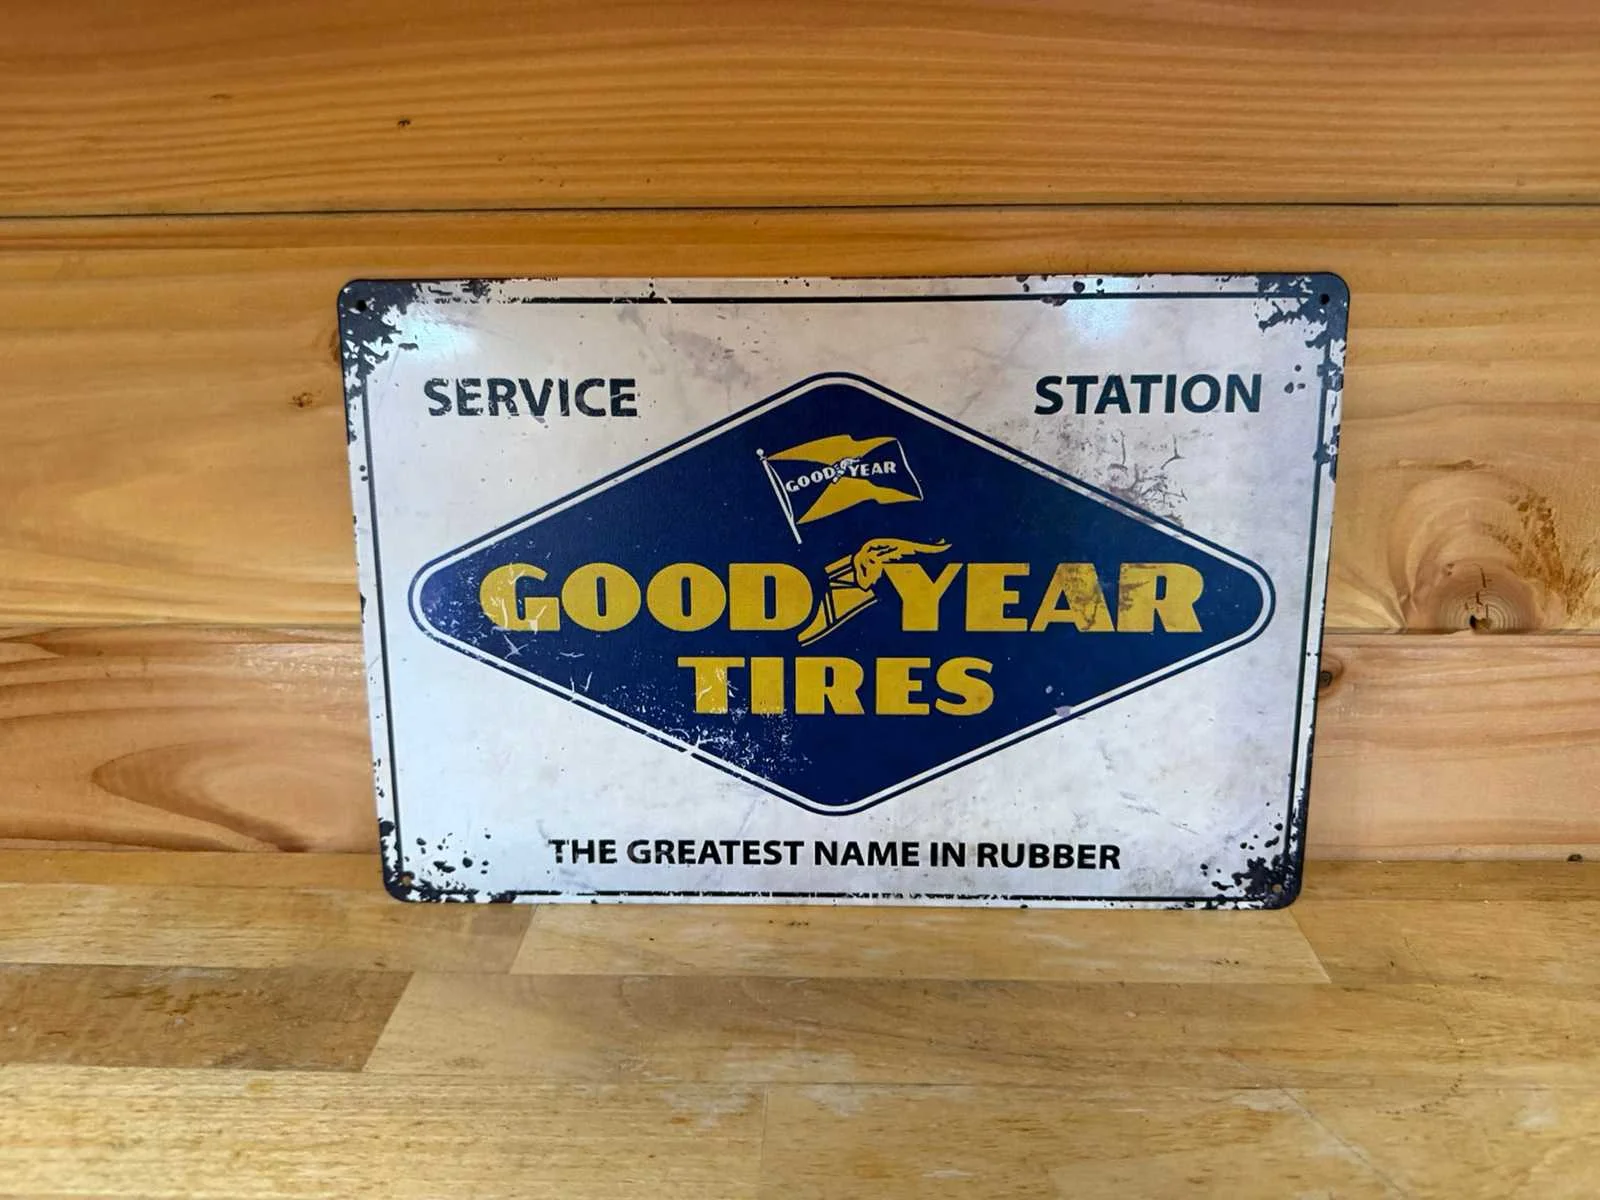 SERVICE STATION
GOOD YEAR
GOOD YEAR
TIRES
THE GREATEST NAME IN RUBBER